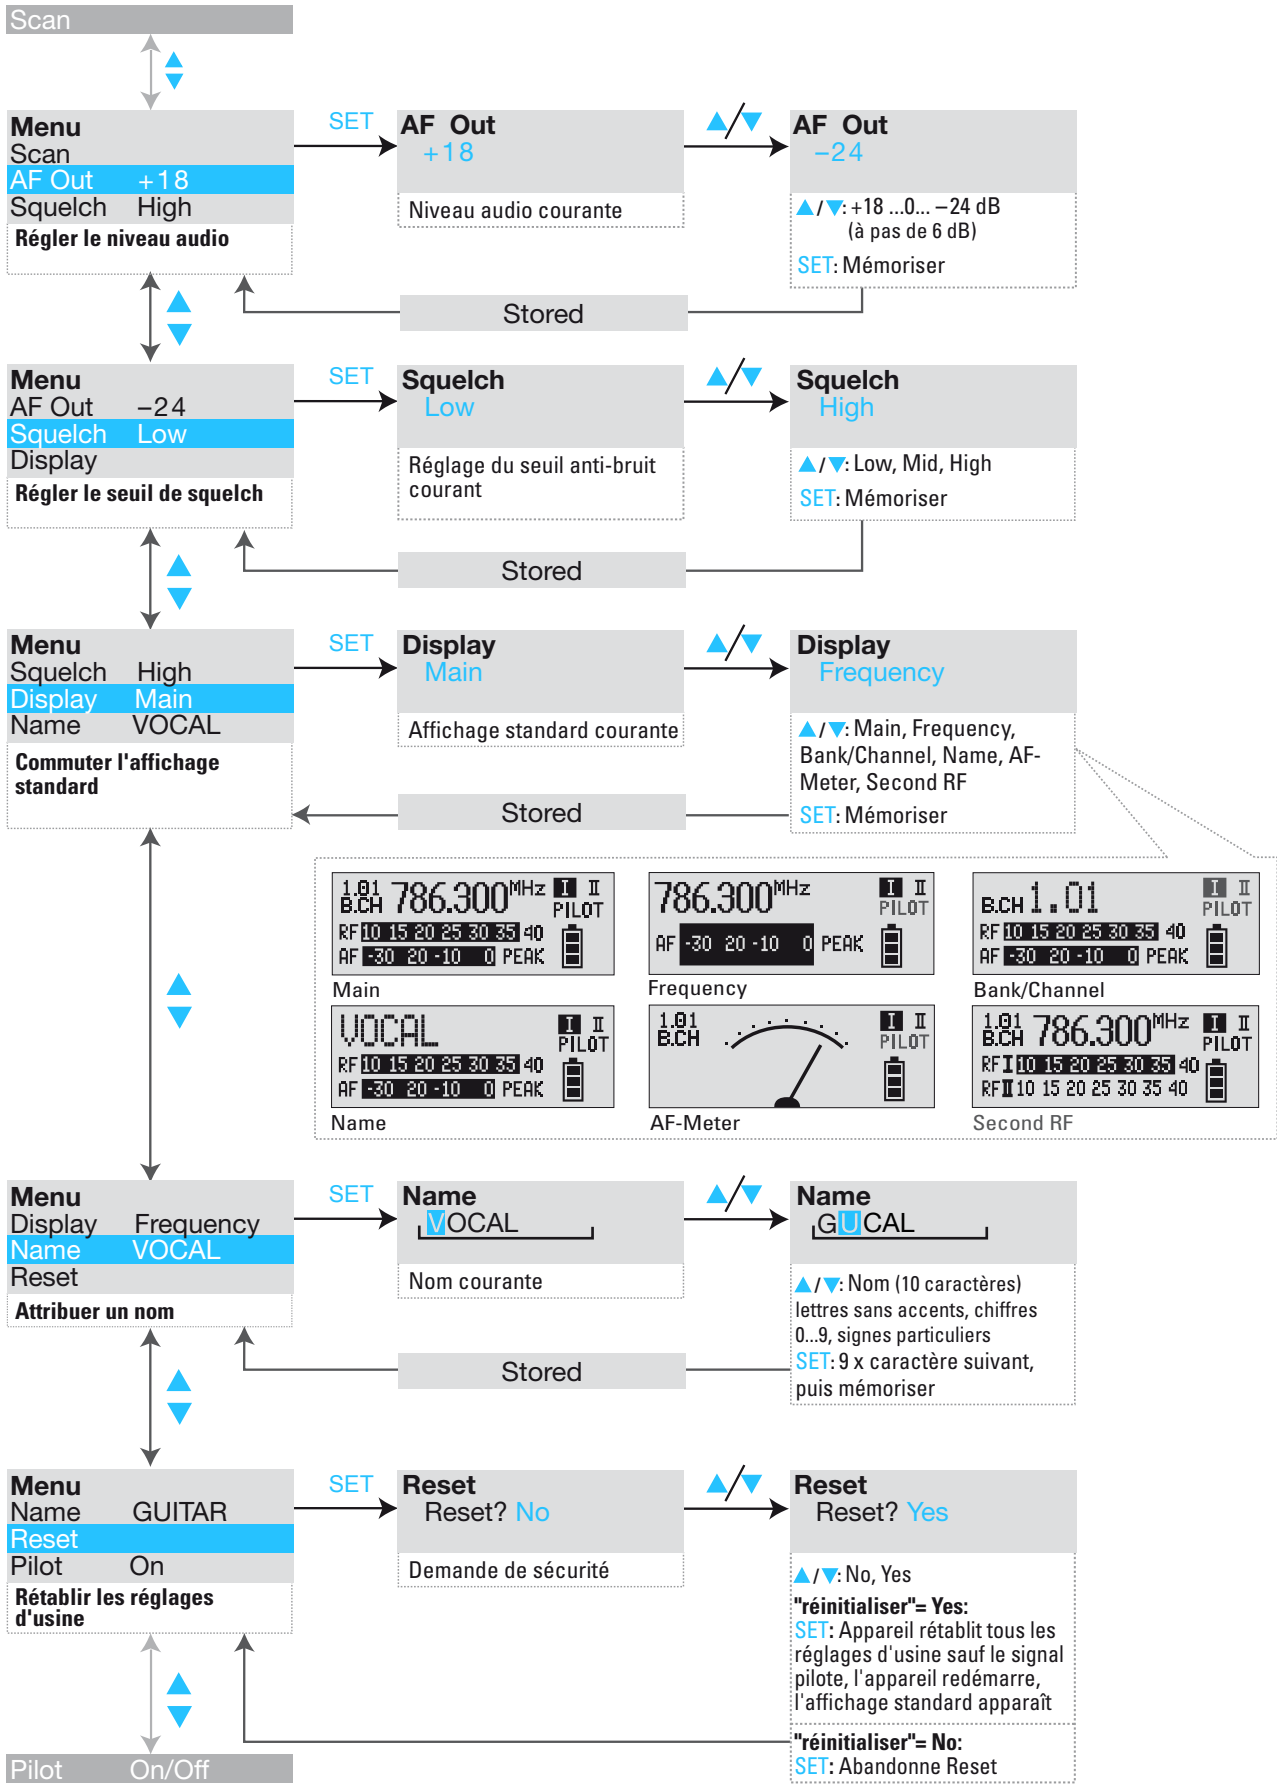 Scan
Menu
Scan
AF Out +18
Squelch High
Régler le niveau audio
SET
AF Out
+18
Niveau audio courante
AF Out
–24
▲/▼: +18 ...0... –24 dB
(à pas de 6 dB)
SET: Mémoriser
Stored
Menu
AF Out –24
Squelch Low
Display
Régler le seuil de squelch
SET
Squelch
Low
Réglage du seuil anti-bruit
courant
Squelch
High
▲/▼: Low, Mid, High
SET: Mémoriser
Stored
Menu
Squelch High
Display Main
Name VOCAL
Commuter l'affichage
standard
SET
Display
Main
Affichage standard courante
Display
Frequency
▲/▼: Main, Frequency,
Bank/Channel, Name, AF-
Meter, Second RF
SET: Mémoriser
Stored
1.01
B.CH 786.300 MHz I II
PILOT
RF 10 15 20 25 30 35 40
AF -30 20 -10 0 PEAK
Main
786.300 MHz I II
PILOT
AF -30 20 -10 0 PEAK
Frequency
B.CH 1.01 I II
PILOT
RF 10 15 20 25 30 35 40
AF -30 20 -10 0 PEAK
Bank/Channel
VOCAL I II
PILOT
RF 10 15 20 25 30 35 40
AF -30 20 -10 0 PEAK
Name
1.01
B.CH I II
PILOT
AF-Meter
1.01
B.CH 786.300 MHz I II
PILOT
RF I 10 15 20 25 30 35 40
RF II 10 15 20 25 30 35 40
Second RF
Menu
Display Frequency
Name VOCAL
Reset
Attribuer un nom
SET
Name
VOCAL
Nom courante
Name
GUCAL
▲/▼: Nom (10 caractères)
lettres sans accents, chiffres
0...9, signes particuliers
SET: 9 x caractère suivant,
puis mémoriser
Stored
Menu
Name GUITAR
Reset
Pilot On
Rétablir les réglages
d'usine
SET
Reset
Reset? No
Demande de sécurité
Reset
Reset? Yes
▲/▼: No, Yes
"réinitialiser"= Yes:
SET: Appareil rétablit tous les
réglages d'usine sauf le signal
pilote, l'appareil redémarre,
l'affichage standard apparaît
"réinitialiser"= No:
SET: Abandonne Reset
Pilot On/Off